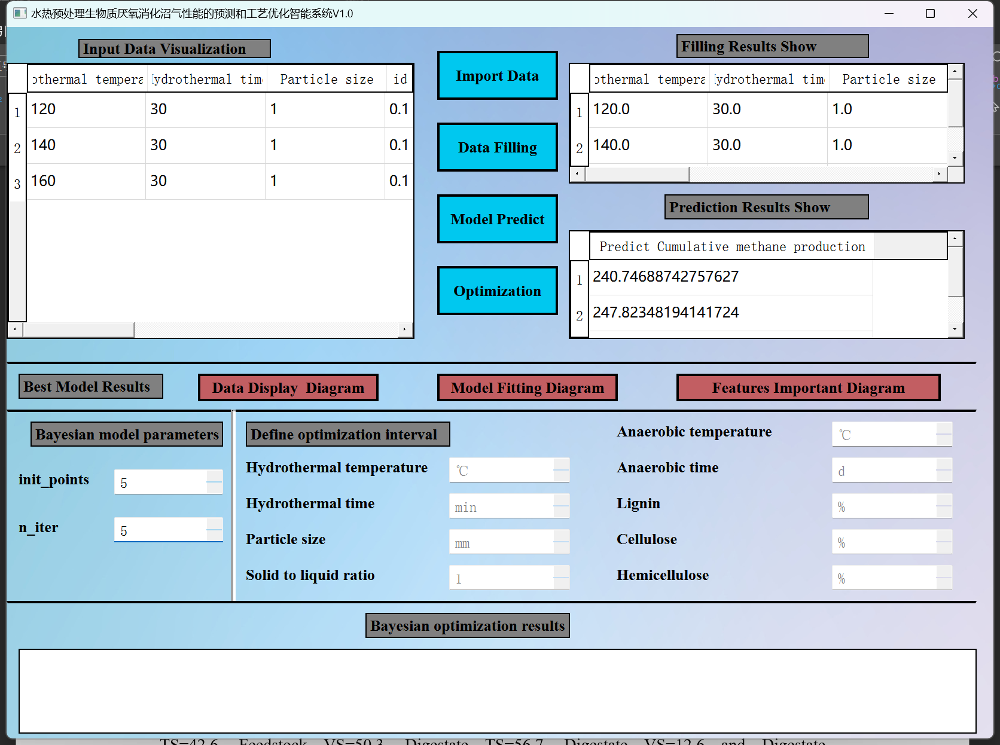 水热预处理生物质厌氧消化沼气性能的预测和工艺优化智能系统V1.0
Input Data Visualization
othermal tempera Hydrothermal tim Particle size id
1 120 30 1 0.1
2 140 30 1 0.1
3 160 30 1 0.1
Import Data
Data Filling
Model Predict
Optimization
Filling Results Show
othermal tempera Hydrothermal tim Particle size
1 120.0 30.0 1.0
2 140.0 30.0 1.0
Prediction Results Show
Predict Cumulative methane production
1 240.74688742757627
2 247.82348194141724
Best Model Results
Data Display Diagram
Model Fitting Diagram
Features Important Diagram
Bayesian model parameters
init_points 5
n_iter 5
Define optimization interval
Hydrothermal temperature ℃
Hydrothermal time min
Particle size mm
Solid to liquid ratio 1
Anaerobic temperature ℃
Anaerobic time d
Lignin %
Cellulose %
Hemicellulose %
Bayesian optimization results
TS=42.6 Feedstock VS=50.3 Digestate TS=56.7 Digestate VS=12.6 and Digestate